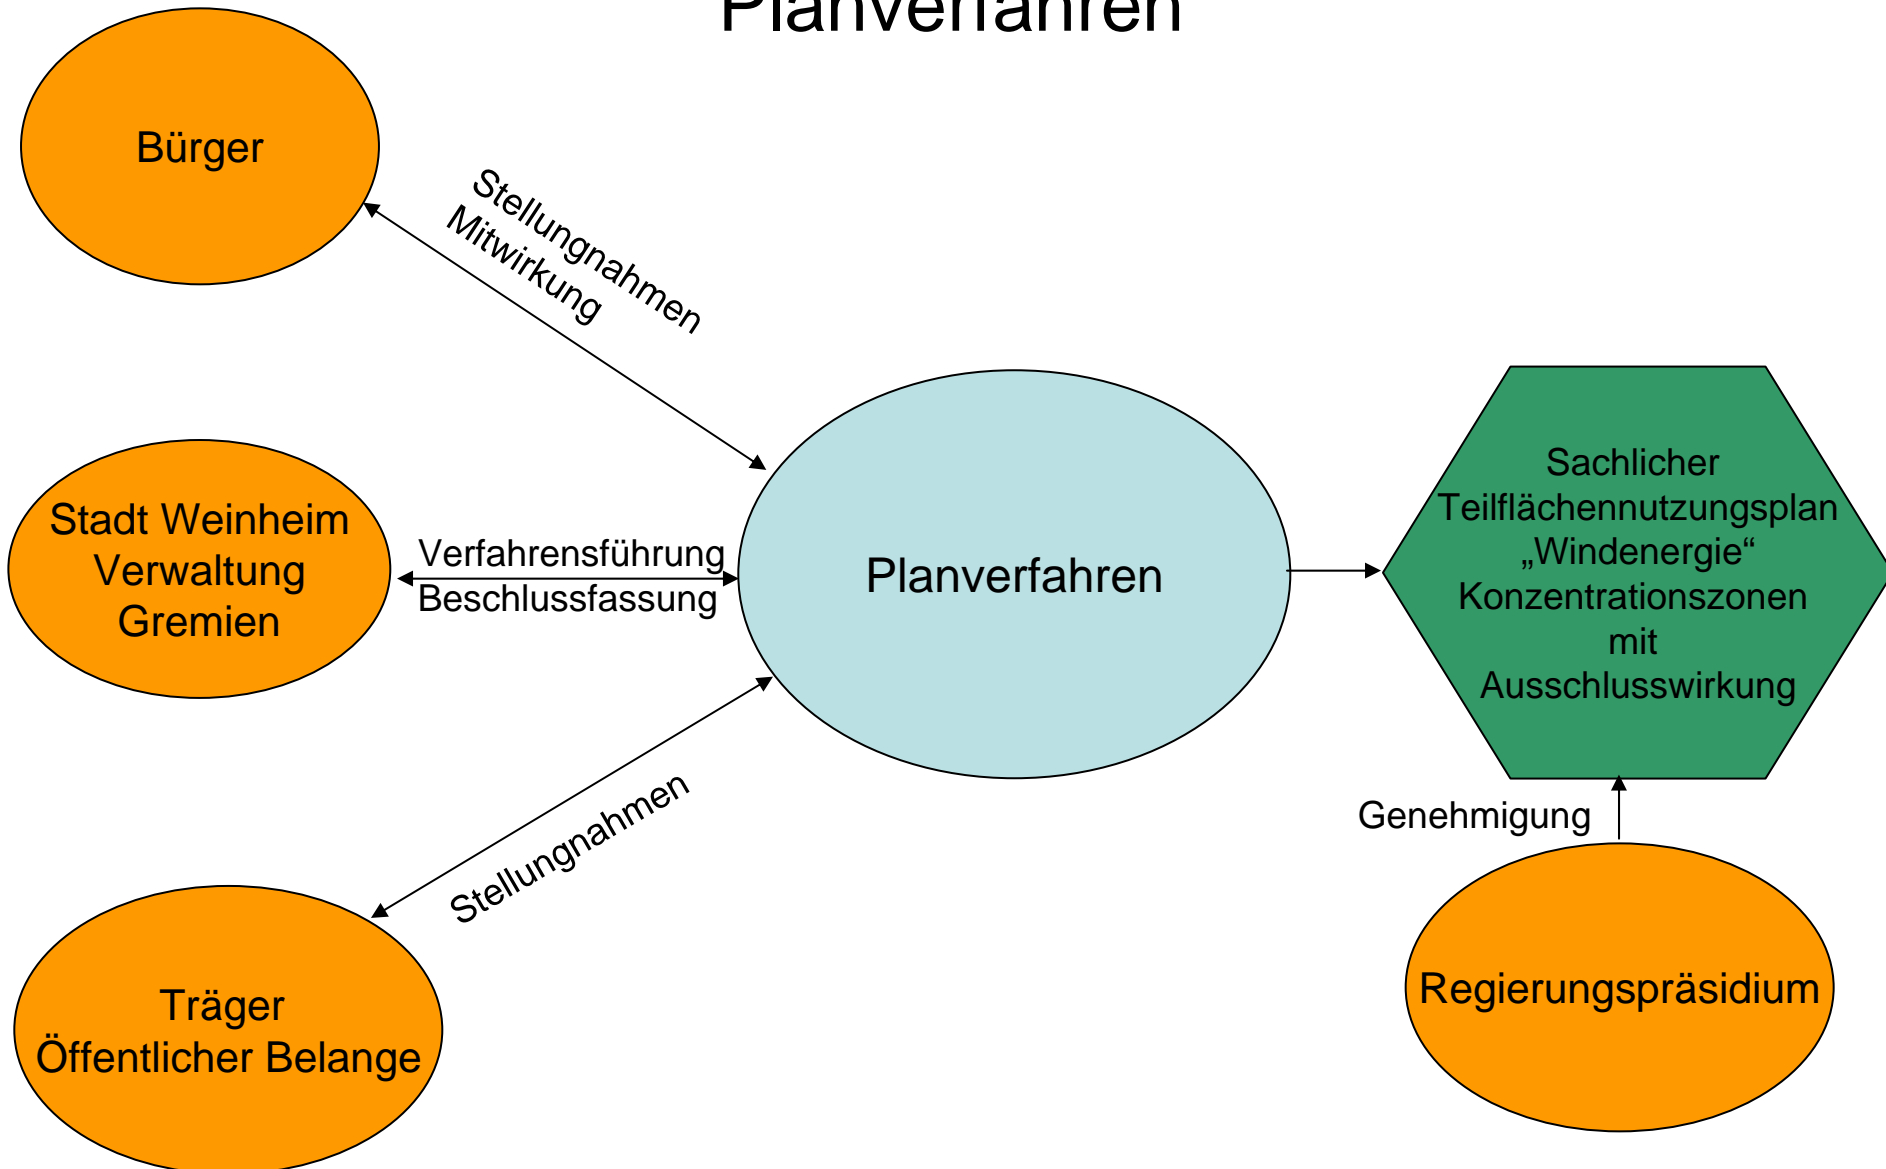 Planverfahren
Bürger
Stellungnahmen
Mitwirkung
Stadt Weinheim
Verwaltung
Gremien
Verfahrensführung
Beschlussfassung
Planverfahren
Sachlicher
Teilflächennutzungsplan
„Windenergie“
Konzentrationszonen
mit
Ausschlusswirkung
Stellungnahmen
Genehmigung
Träger
Öffentlicher Belange
Regierungspräsidium